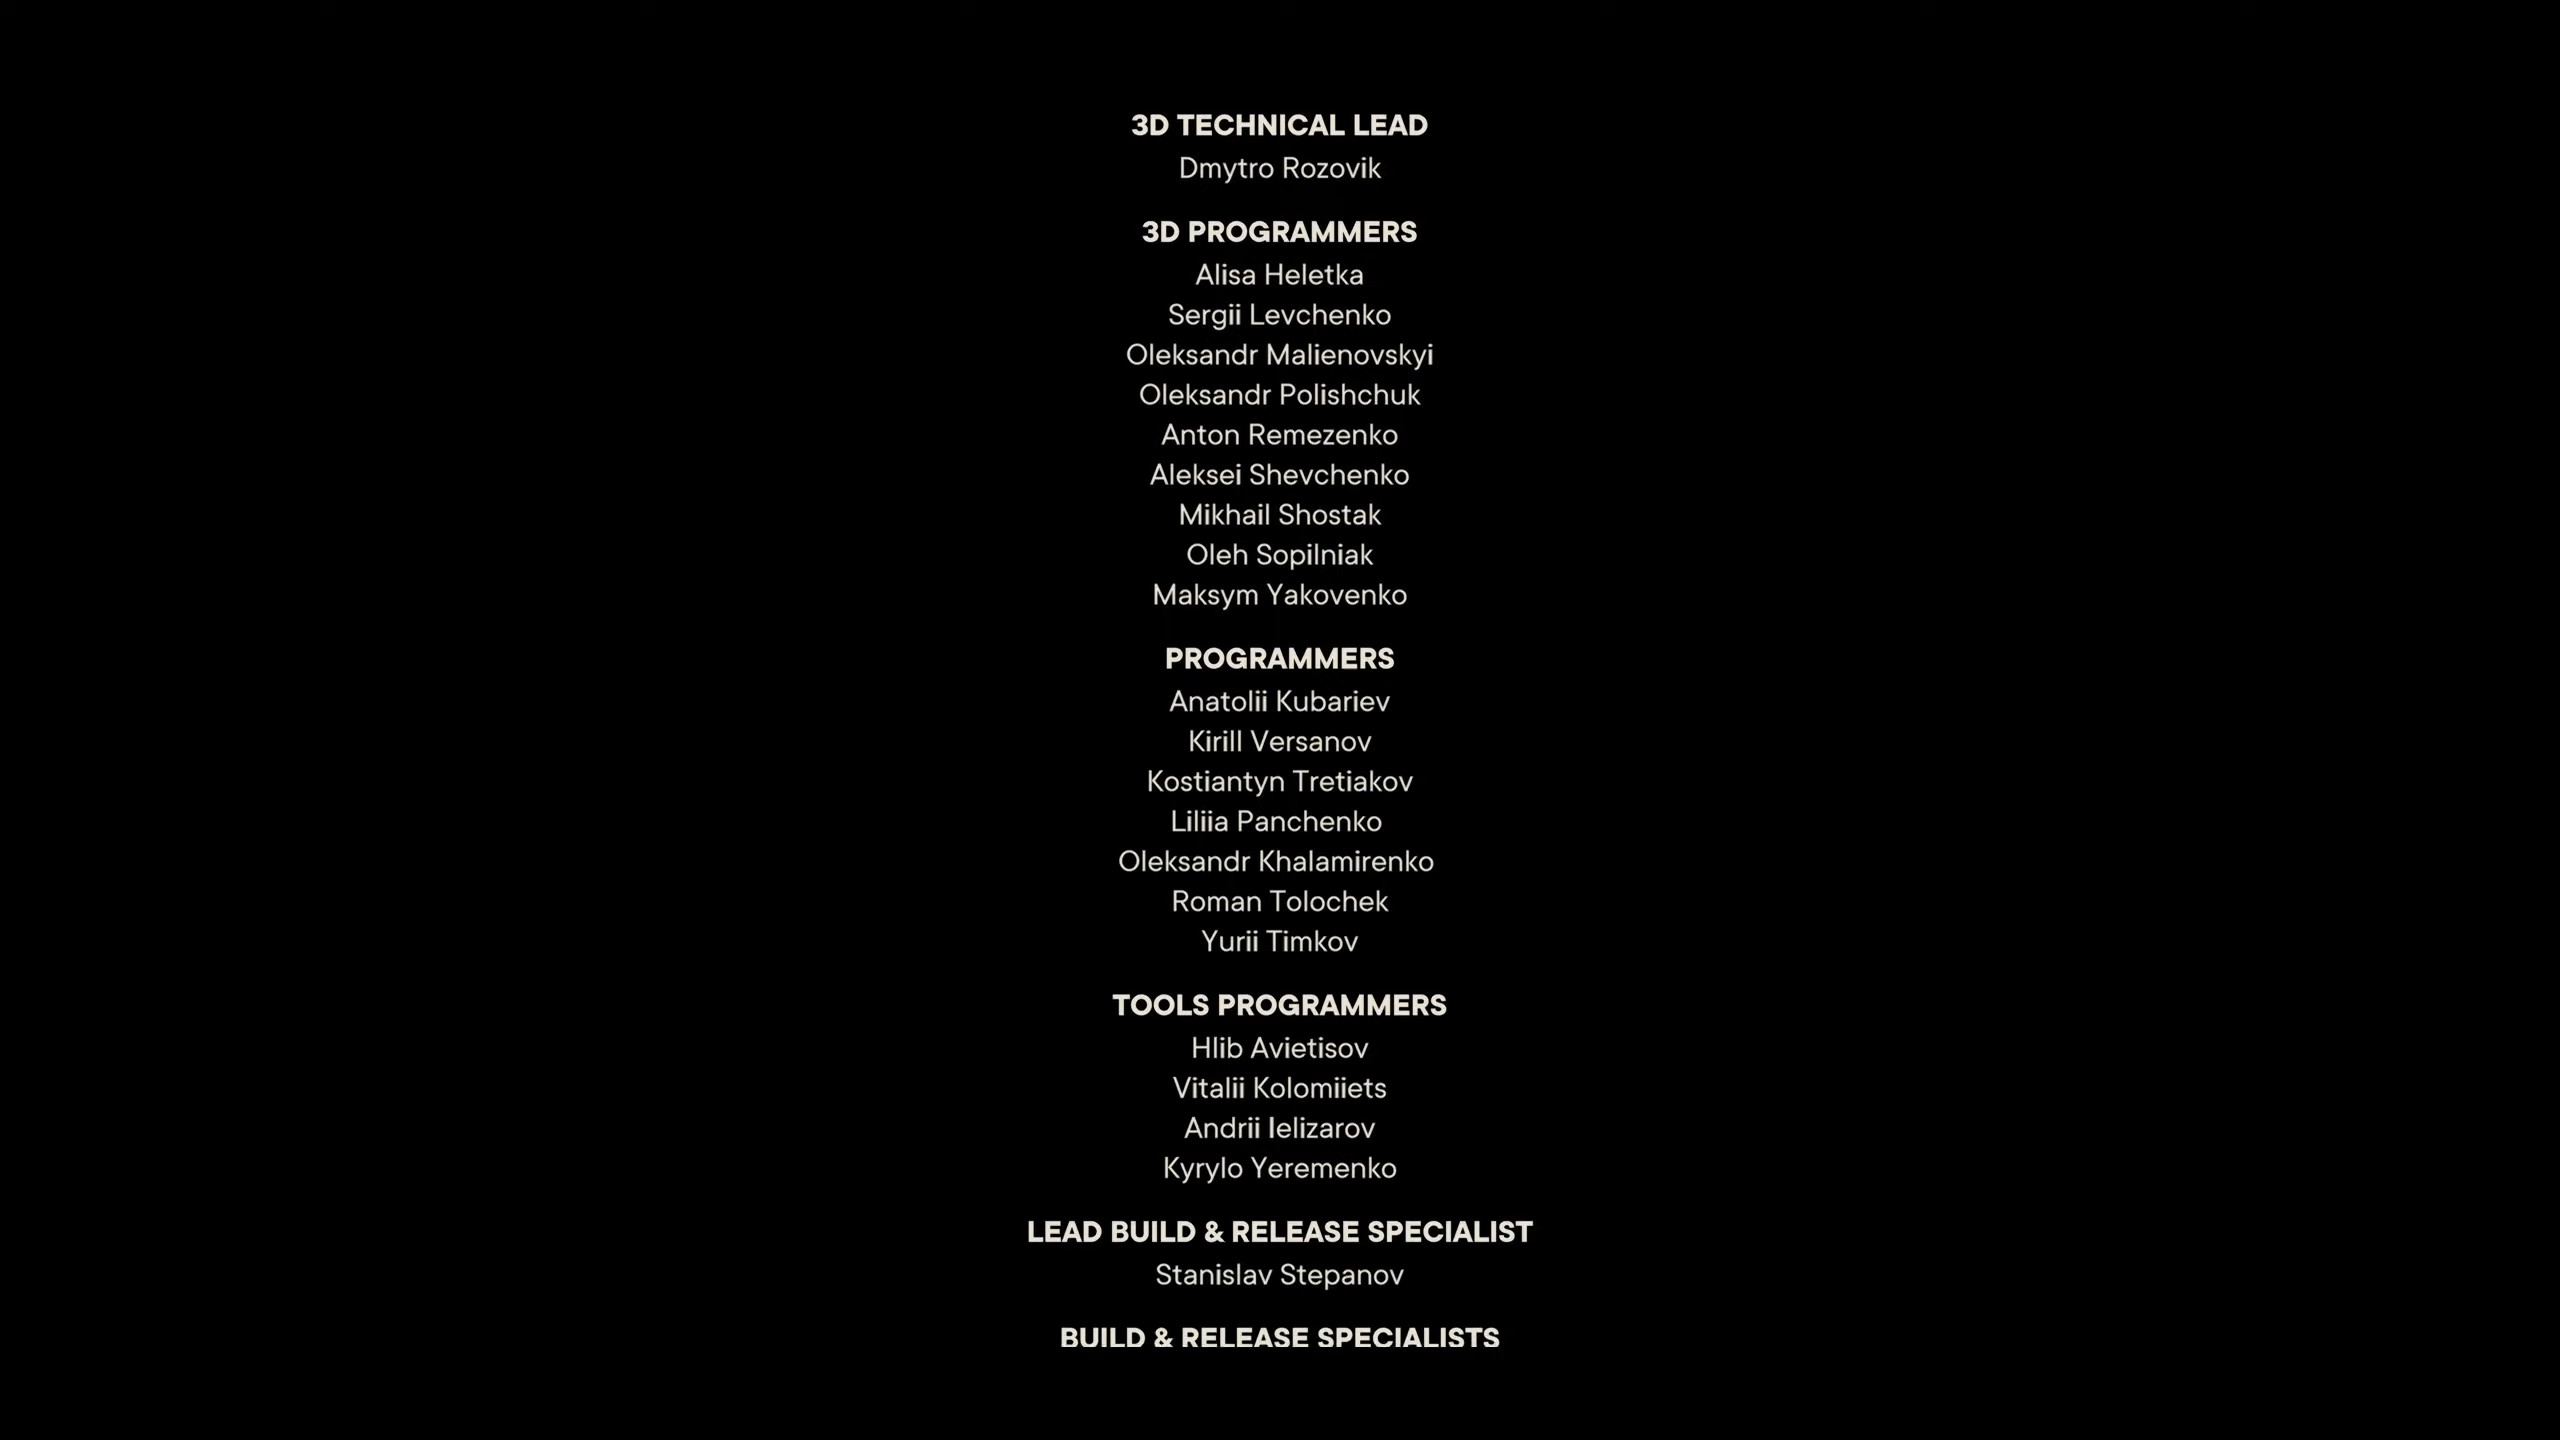 3D TECHNICAL LEAD
Dmytro Rozovik
3D PROGRAMMERS
Alisa Heletka
Sergii Levchenko
Oleksandr Malienovskyi
Oleksandr Polishchuk
Anton Remezenko
Aleksei Shevchenko
Mikhail Shostak
Oleh Sopilniak
Maksym Yakovenko
PROGRAMMERS
Anatolii Kubariev
Kirill Versanov
Kostiantyn Tretiakov
Liliia Panchenko
Oleksandr Khalamirenko
Roman Tolochek
Yurii Timkov
TOOLS PROGRAMMERS
Hlib Avietisov
Vitalii Kolomiiets
Andrii Ielizarov
Kyrylo Yeremenko
LEAD BUILD & RELEASE SPECIALIST
Stanislav Stepanov
BUILD & RELEASE SPECIALISTS